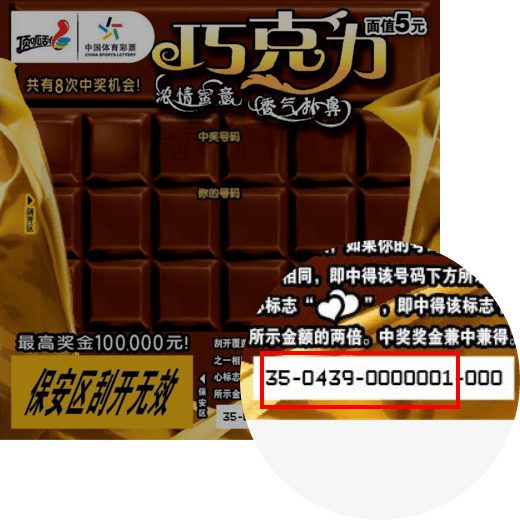 顶呱刮
中国体育彩票
CHINA SPORTS LOTTERY
面值5元
巧克力
共有8次中奖机会!
浓情蜜意 香气扑鼻
中奖号码
你的号码
刮开区
，如果你的号
相同，即中得该号码下方所
心标志“ ”，即中得该标志
所示金额的两倍。中奖奖金兼中兼得。
35-0439-0000001-000
最高奖金100,000元!
保安区刮开无效
保安区
刮开覆盖
之一相
心标志
所示金
35-0